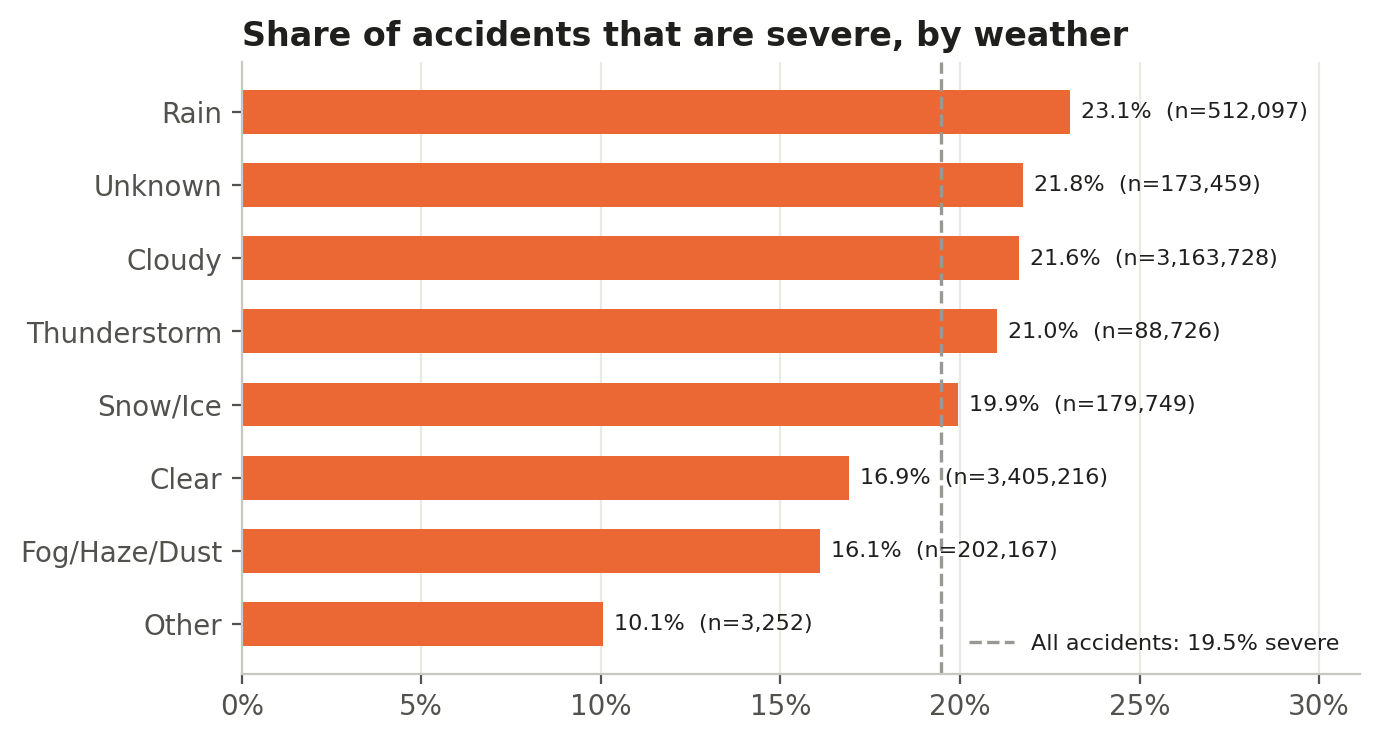 Share of accidents that are severe, by weather
Rain 23.1% (n=512,097)
Unknown 21.8% (n=173,459)
Cloudy 21.6% (n=3,163,728)
Thunderstorm 21.0% (n=88,726)
Snow/Ice 19.9% (n=179,749)
Clear 16.9% (n=3,405,216)
Fog/Haze/Dust 16.1% (n=202,167)
Other 10.1% (n=3,252)
All accidents: 19.5% severe
0% 5% 10% 15% 20% 25% 30%